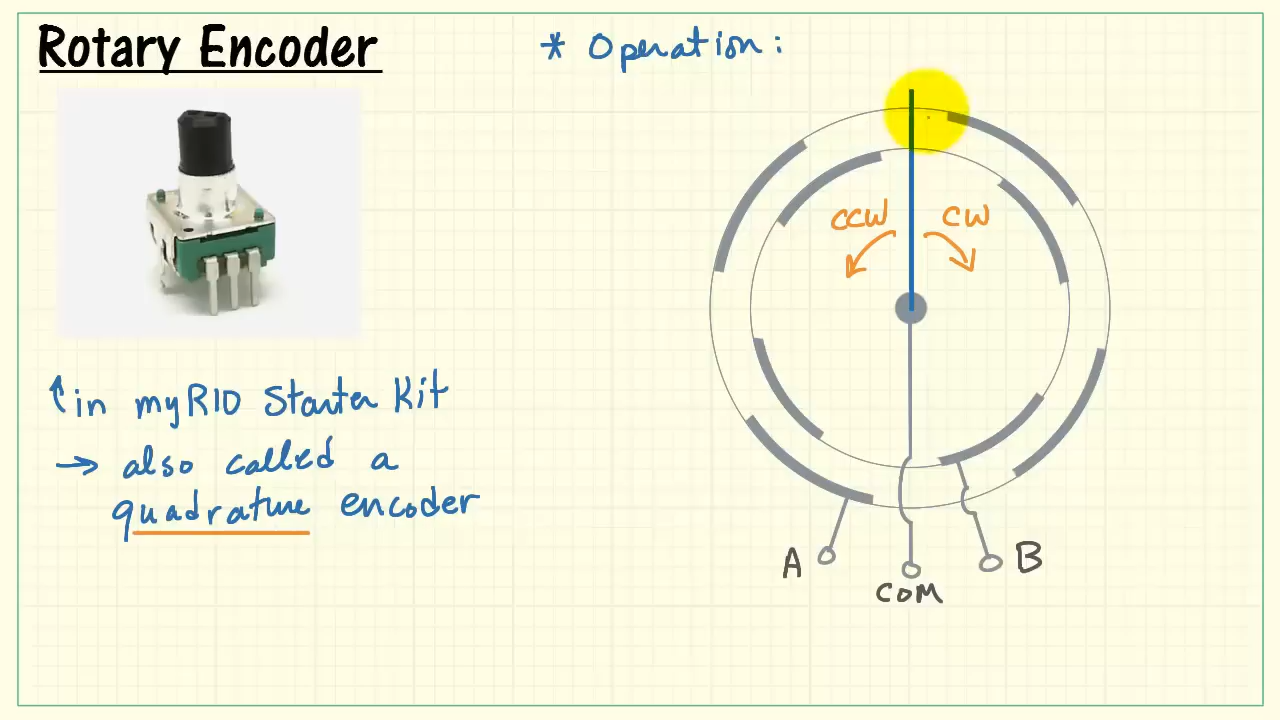 Rotary Encoder
* Operation:
CCW CW
in myRIO Starter Kit
→ also called a
quadrature encoder
A
B
COM